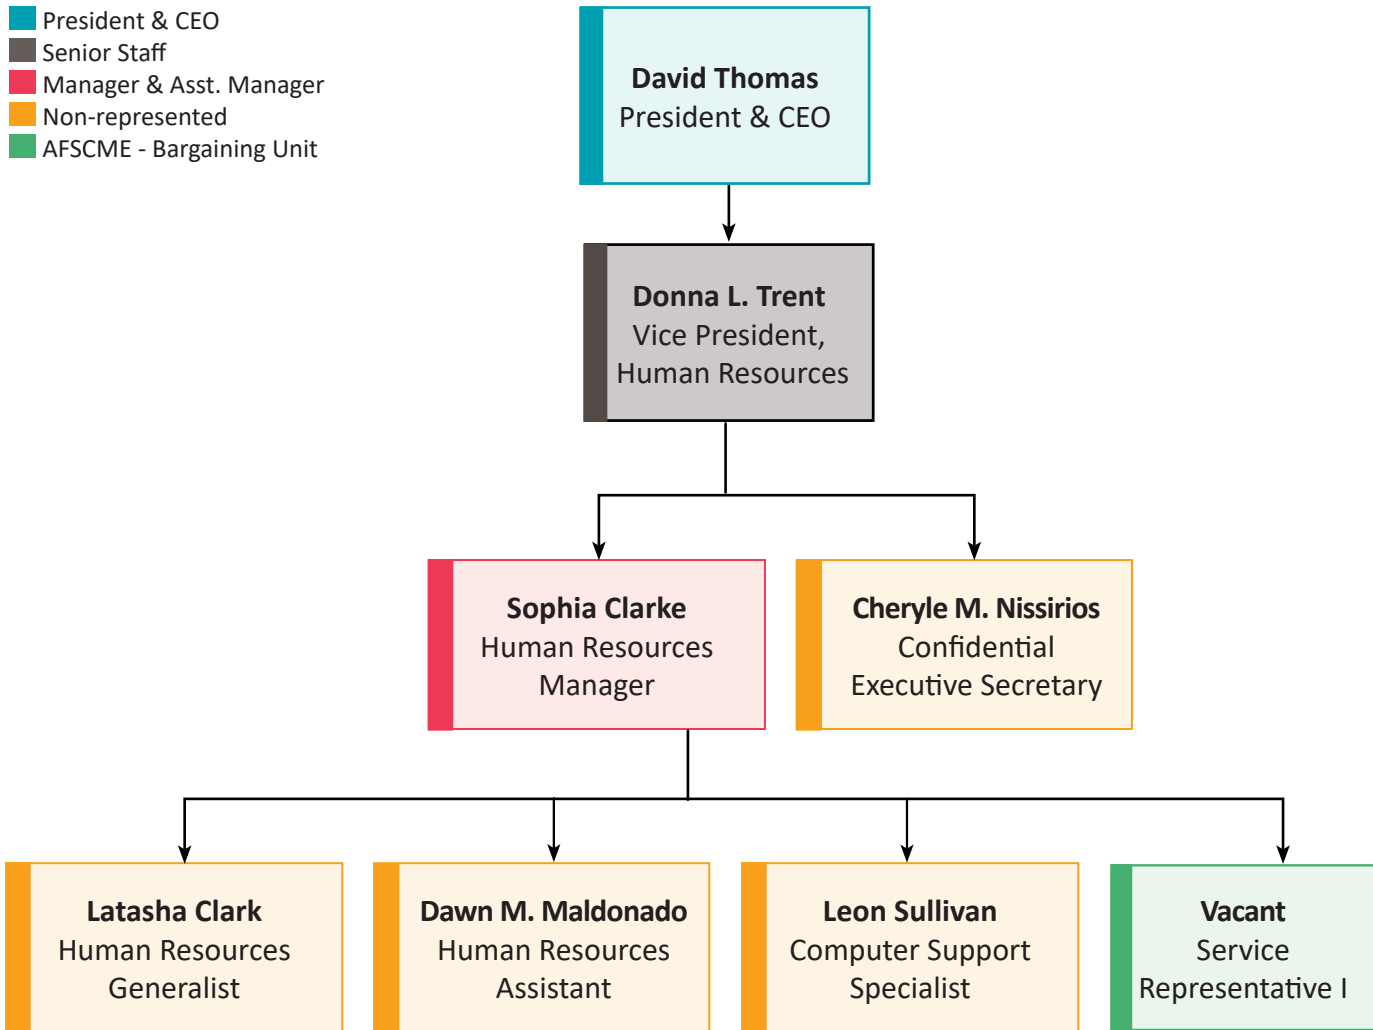 President & CEO
Senior Staff
Manager & Asst. Manager
Non-represented
AFSCME - Bargaining Unit
David Thomas
President & CEO
Donna L. Trent
Vice President,
Human Resources
Sophia Clarke
Human Resources
Manager
Cheryle M. Nissirios
Confidential
Executive Secretary
Latasha Clark
Human Resources
Generalist
Dawn M. Maldonado
Human Resources
Assistant
Leon Sullivan
Computer Support
Specialist
Vacant
Service
Representative I